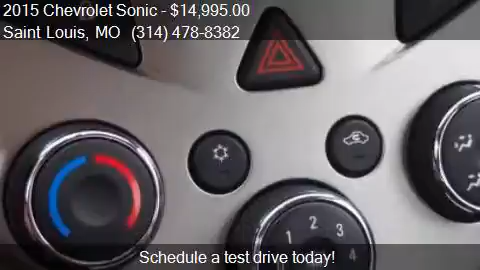 2015 Chevrolet Sonic - $14,995.00
Saint Louis, MO  (314) 478-8382
1 2 3 4
Schedule a test drive today!